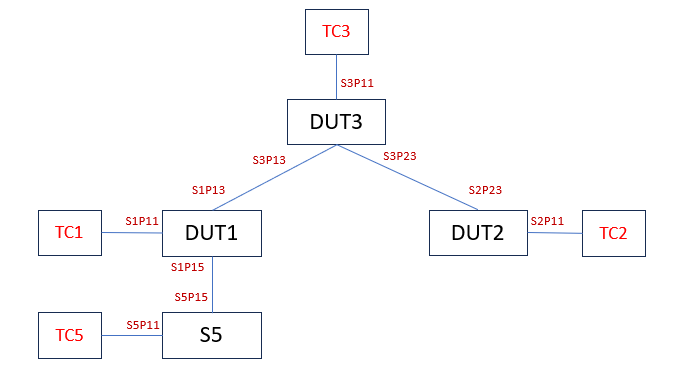 TC3
S3P11
DUT3
S3P13
S3P23
S1P13
S2P23
TC1
S1P11
DUT1
DUT2
S2P11
TC2
S1P15
S5P15
TC5
S5P11
S5